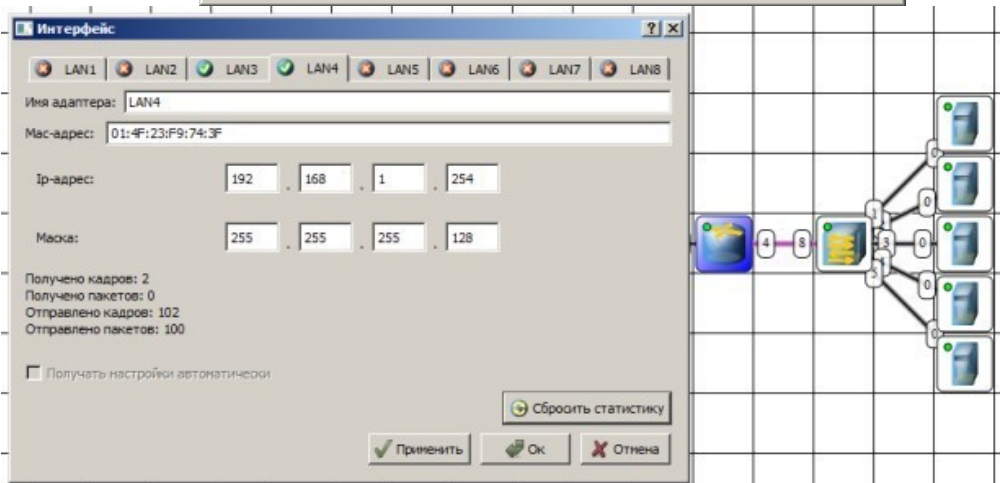 Интерфейс
LAN1 LAN2 LAN3 LAN4 LAN5 LAN6 LAN7 LAN8
Имя адаптера: LAN4
Mac-адрес: 01:4F:23:F9:74:3F
Ip-адрес: 192 . 168 . 1 . 254
Маска: 255 . 255 . 255 . 128
Получено кадров: 2
Получено пакетов: 0
Отправлено кадров: 102
Отправлено пакетов: 100
Получать настройки автоматически
Сбросить статистику
Применить Ок Отмена
0
1 0
4 8 3 0
5 0
0